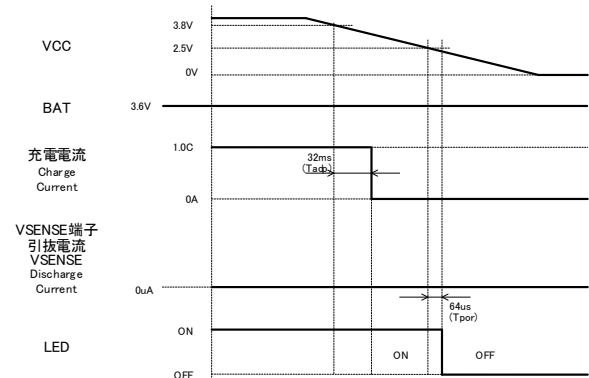 VCC
3.8V
2.5V
0V
BAT
3.6V
充電電流
Charge
Current
1.0C
0A
32ms
(Tadp)
VSENSE端子
引抜電流
VSENSE
Discharge
Current
0uA
64us
(Tpor)
LED
ON
OFF
ON
OFF